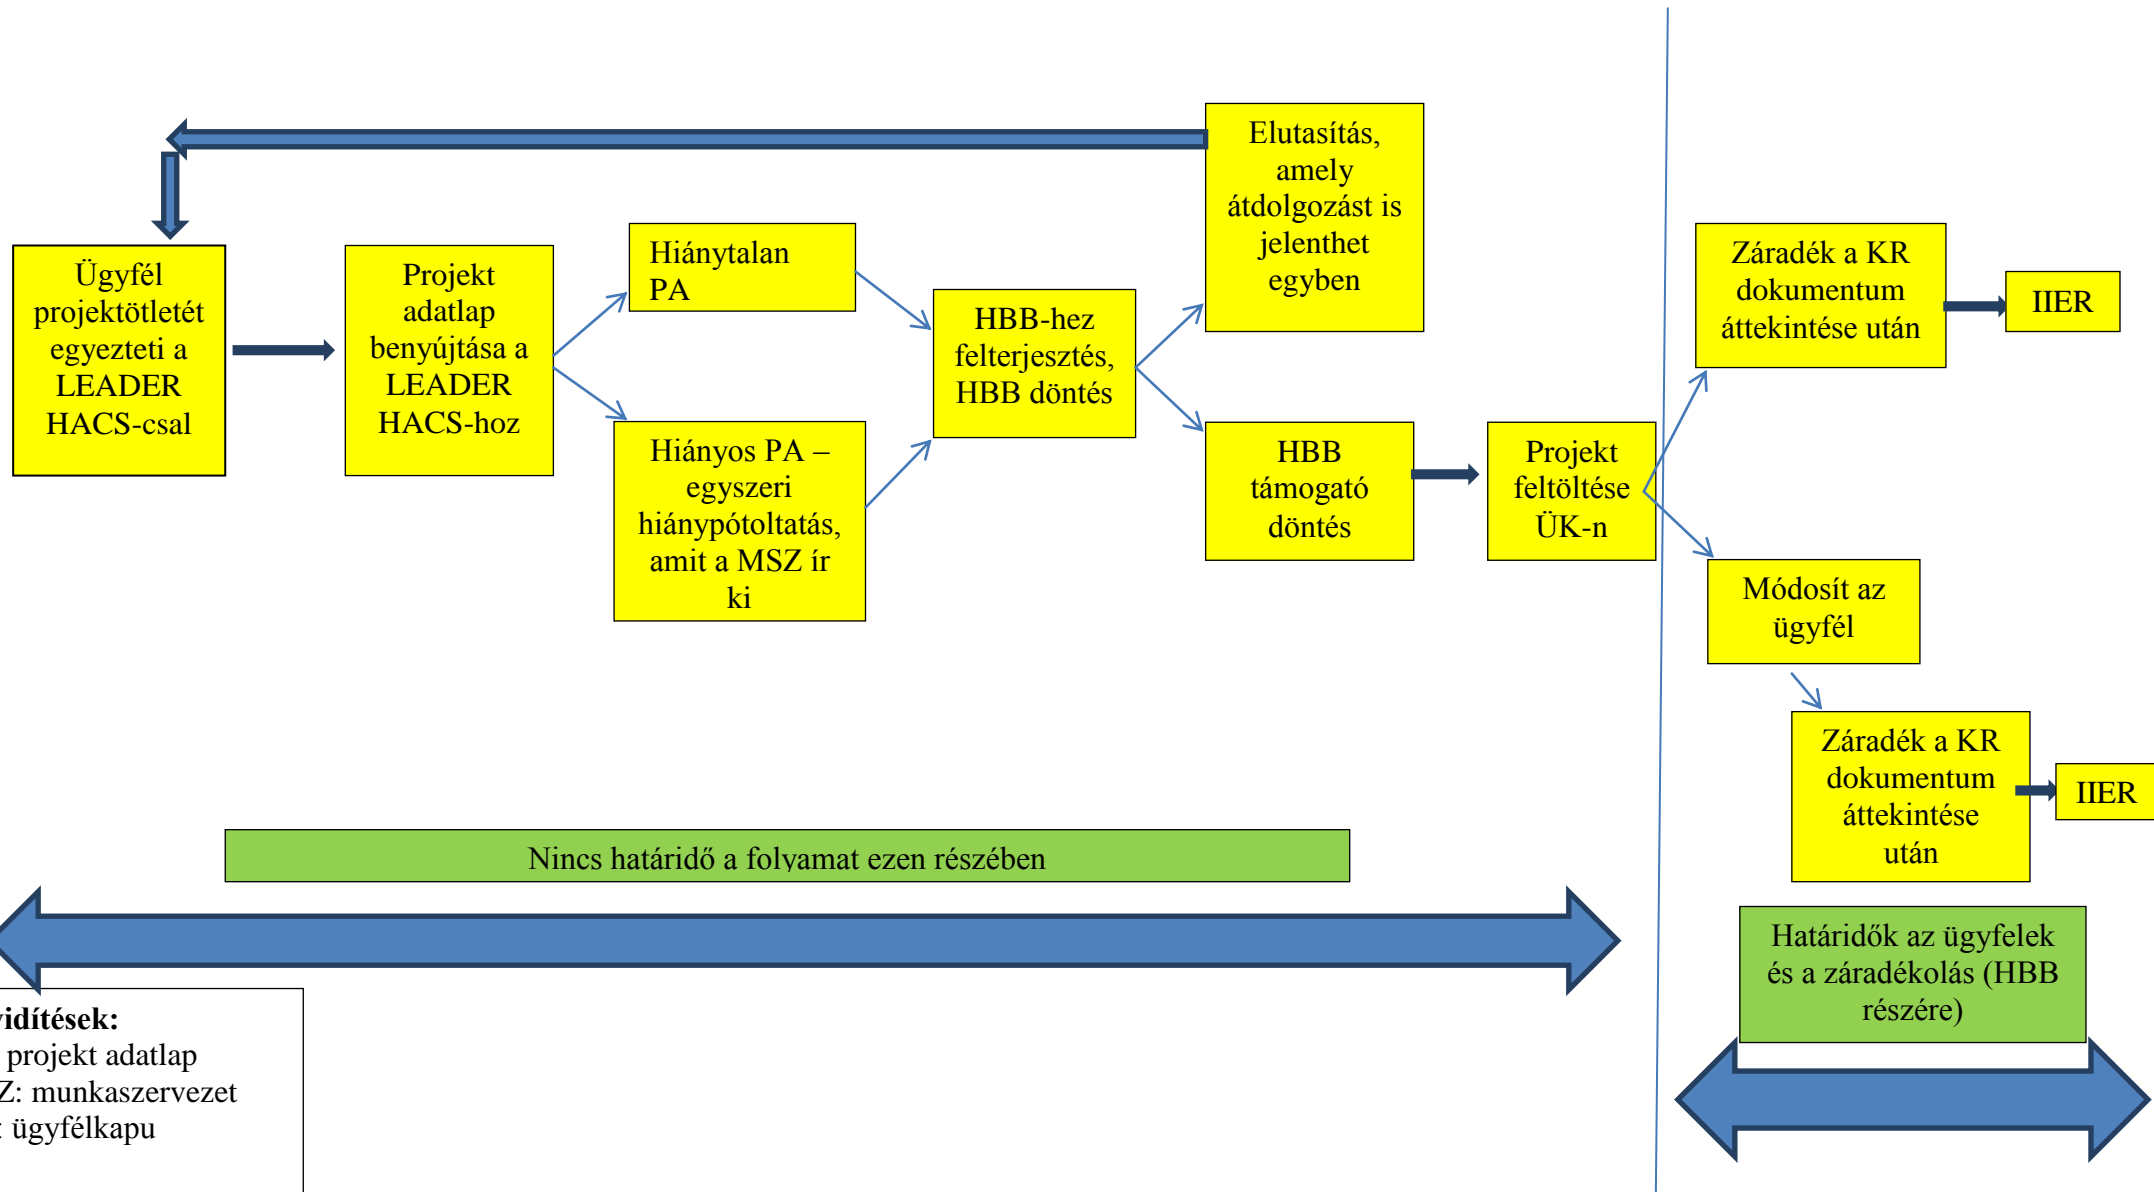 Ügyfél
projektötletét
egyezteti a
LEADER
HACS-csal
Projekt
adatlap
benyújtása a
LEADER
HACS-hoz
Hiánytalan
PA
Hiányos PA –
egyszeri
hiánypótoltatás,
amit a MSZ ír
ki
HBB-hez
felterjesztés,
HBB döntés
Elutasítás,
amely
átdolgozást is
jelenthet
egyben
HBB
támogató
döntés
Projekt
feltöltése
ÜK-n
Záradék a KR
dokumentum
áttekintése után
IIER
Módosít az
ügyfél
Záradék a KR
dokumentum
áttekintése
után
IIER
Nincs határidő a folyamat ezen részében
Határidők az ügyfelek
és a záradékolás (HBB
részére)
vidítések:
projekt adatlap
Z: munkaszervezet
: ügyfélkapu